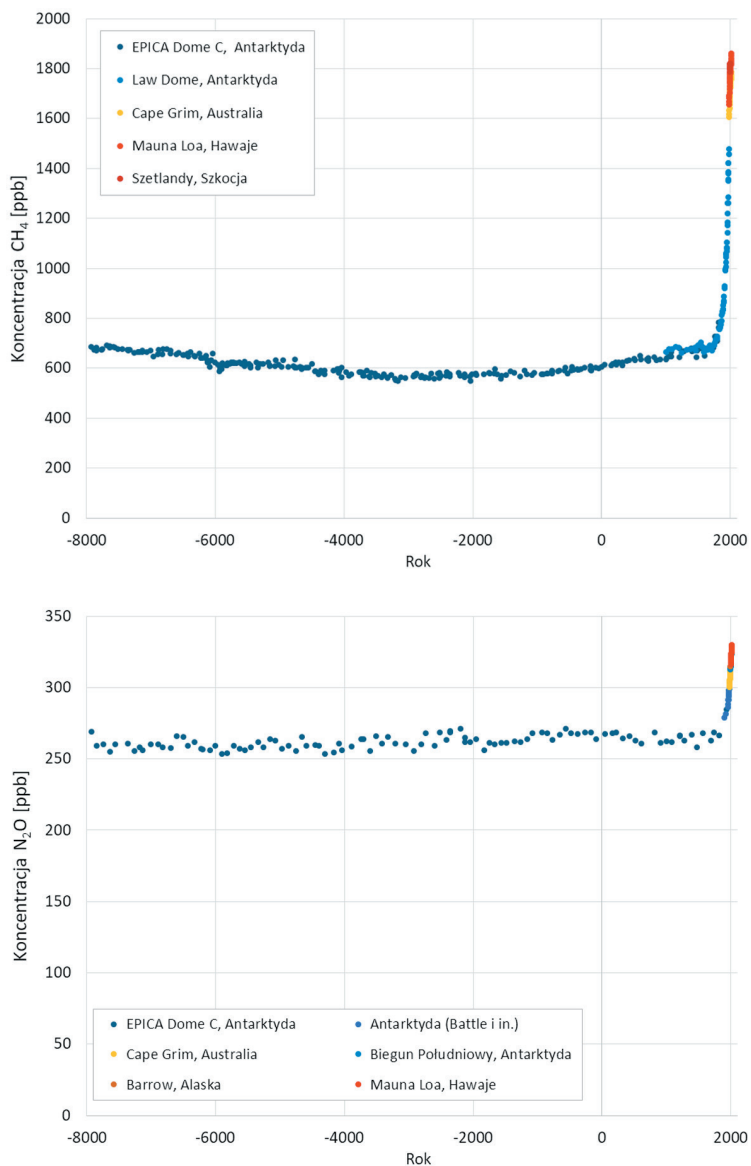 2000
1800
1600
1400
1200
1000
800
600
400
200
0
Koncentracja CH₄ [ppb]
EPICA Dome C, Antarktyda
Law Dome, Antarktyda
Cape Grim, Australia
Mauna Loa, Hawaje
Szetlandy, Szkocja
-8000 -6000 -4000 -2000 0 2000
Rok
350
300
250
200
150
100
50
0
Koncentracja N₂O [ppb]
EPICA Dome C, Antarktyda Antarktyda (Battle i in.)
Cape Grim, Australia Biegun Południowy, Antarktyda
Barrow, Alaska Mauna Loa, Hawaje
-8000 -6000 -4000 -2000 0 2000
Rok